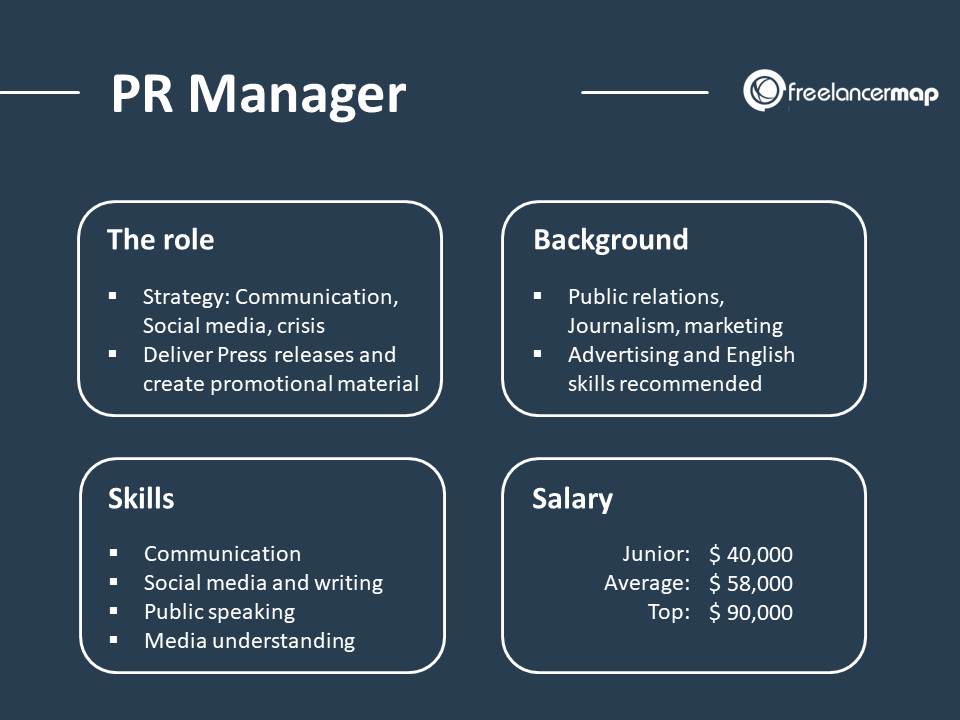 PR Manager
freelancermap
The role
▪ Strategy: Communication,
Social media, crisis
▪ Deliver Press releases and
create promotional material
Background
▪ Public relations,
Journalism, marketing
▪ Advertising and English
skills recommended
Skills
▪ Communication
▪ Social media and writing
▪ Public speaking
▪ Media understanding
Salary
Junior: $ 40,000
Average: $ 58,000
Top: $ 90,000